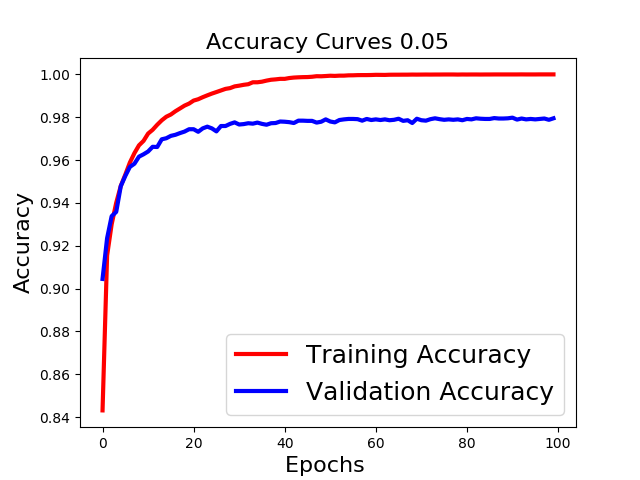 Accuracy Curves 0.05
1.00
0.98
0.96
0.94
0.92
0.90
0.88
0.86
0.84
Accuracy
Training Accuracy
Validation Accuracy
0 20 40 60 80 100
Epochs